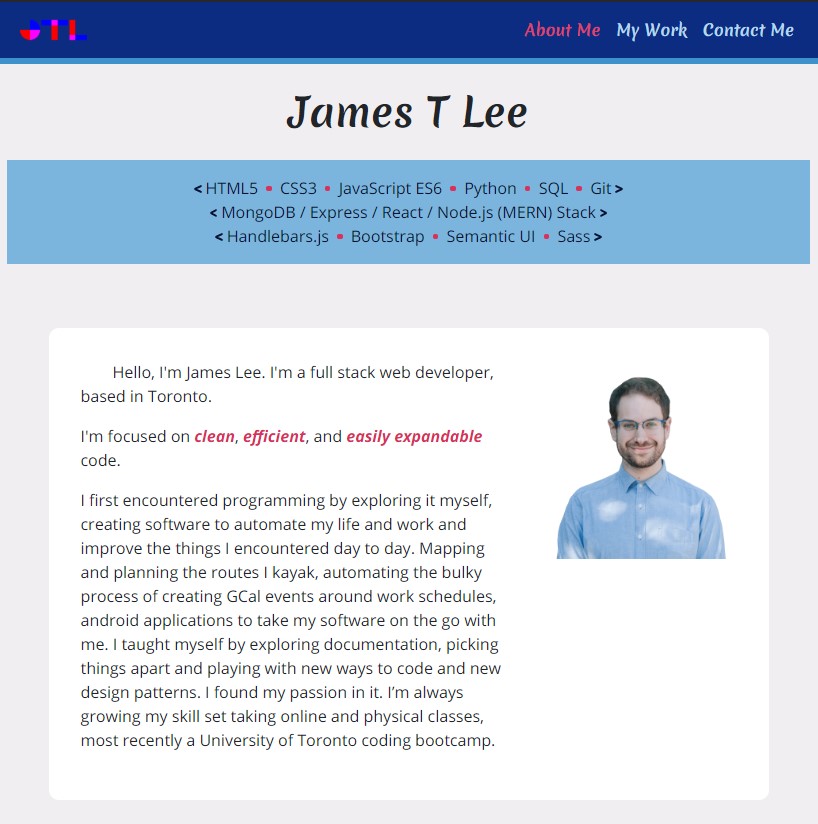 JTL
About Me My Work Contact Me
James T Lee
< HTML5 • CSS3 • JavaScript ES6 • Python • SQL • Git >
< MongoDB / Express / React / Node.js (MERN) Stack >
< Handlebars.js • Bootstrap • Semantic UI • Sass >
Hello, I'm James Lee. I'm a full stack web developer,
based in Toronto.
I'm focused on clean, efficient, and easily expandable
code.
I first encountered programming by exploring it myself,
creating software to automate my life and work and
improve the things I encountered day to day. Mapping
and planning the routes I kayak, automating the bulky
process of creating GCal events around work schedules,
android applications to take my software on the go with
me. I taught myself by exploring documentation, picking
things apart and playing with new ways to code and new
design patterns. I found my passion in it. I’m always
growing my skill set taking online and physical classes,
most recently a University of Toronto coding bootcamp.